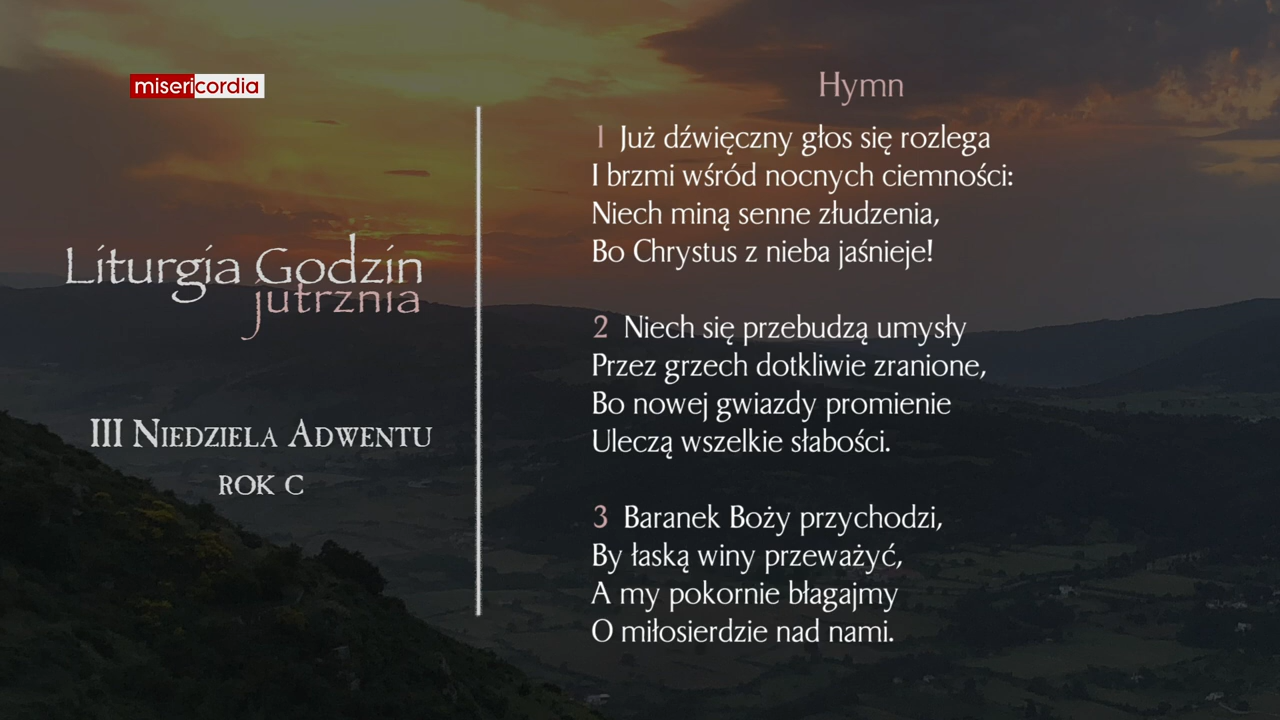 misericordia
Liturgia Godzin
jutrznia
III Niedziela Adwentu
rok C
Hymn
1 Już dźwięczny głos się rozlega
I brzmi wśród nocnych ciemności:
Niech miną senne złudzenia,
Bo Chrystus z nieba jaśnieje!
2 Niech się przebudzą umysły
Przez grzech dotkliwie zranione,
Bo nowej gwiazdy promienie
Uleczą wszelkie słabości.
3 Baranek Boży przychodzi,
By łaską winy przeważyć,
A my pokornie błagajmy
O miłosierdzie nad nami.